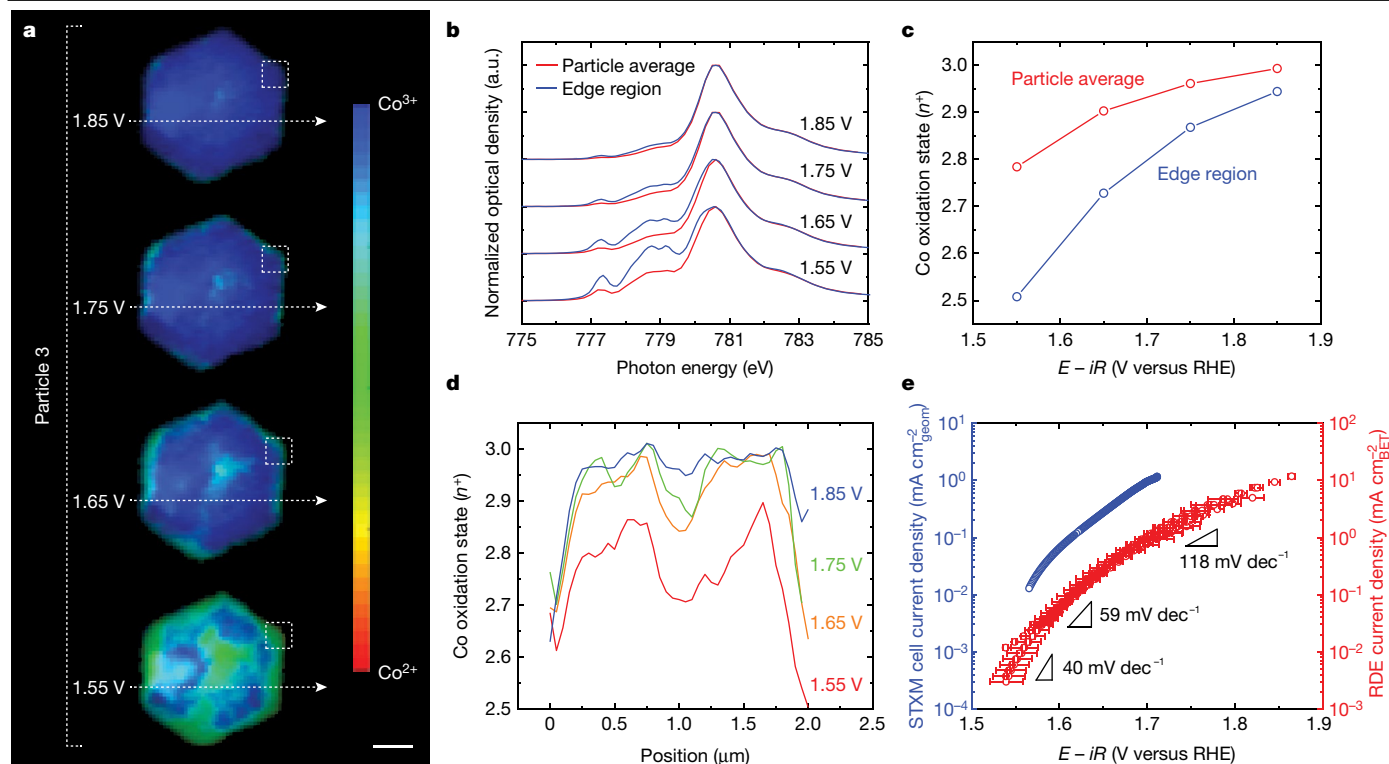 a
Particle 3
1.85 V
1.75 V
1.65 V
1.55 V
Co³⁺
Co²⁺
b
Normalized optical density (a.u.)
Particle average
Edge region
1.85 V
1.75 V
1.65 V
1.55 V
775 777 779 781 783 785
Photon energy (eV)
c
Co oxidation state (n⁺)
3.0
2.9
2.8
2.7
2.6
2.5
Particle average
Edge region
1.5 1.6 1.7 1.8 1.9
E – iR (V versus RHE)
d
Co oxidation state (n⁺)
3.0
2.9
2.8
2.7
2.6
2.5
1.85 V
1.75 V
1.65 V
1.55 V
0 0.5 1.0 1.5 2.0 2.5
Position (μm)
e
STXM cell current density (mA cm⁻²geom)
10¹
10⁰
10⁻¹
10⁻²
10⁻³
10⁻⁴
118 mV dec⁻¹
59 mV dec⁻¹
40 mV dec⁻¹
10²
10¹
10⁰
10⁻¹
10⁻²
10⁻³
RDE current density (mA cm⁻²BET)
1.5 1.6 1.7 1.8 1.9
E – iR (V versus RHE)